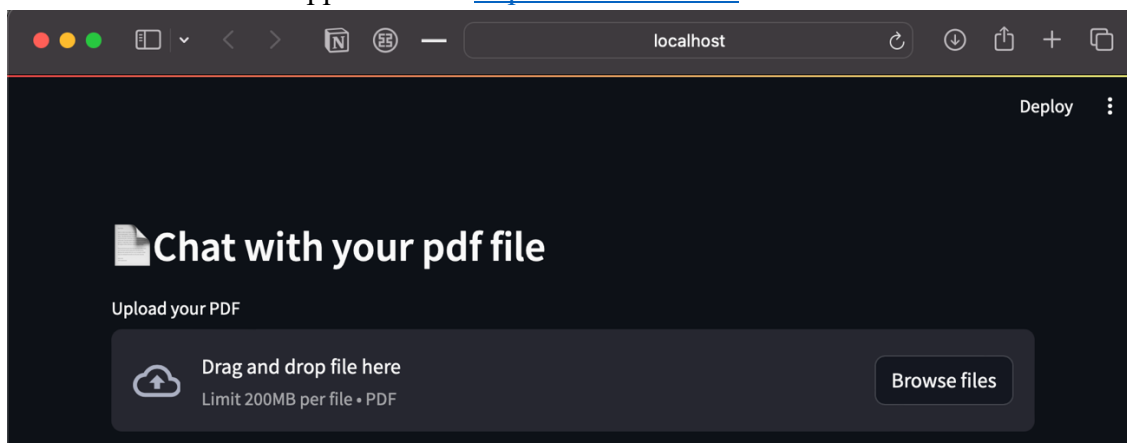 localhost
Deploy
📄Chat with your pdf file
Upload your PDF
Drag and drop file here
Limit 200MB per file • PDF
Browse files